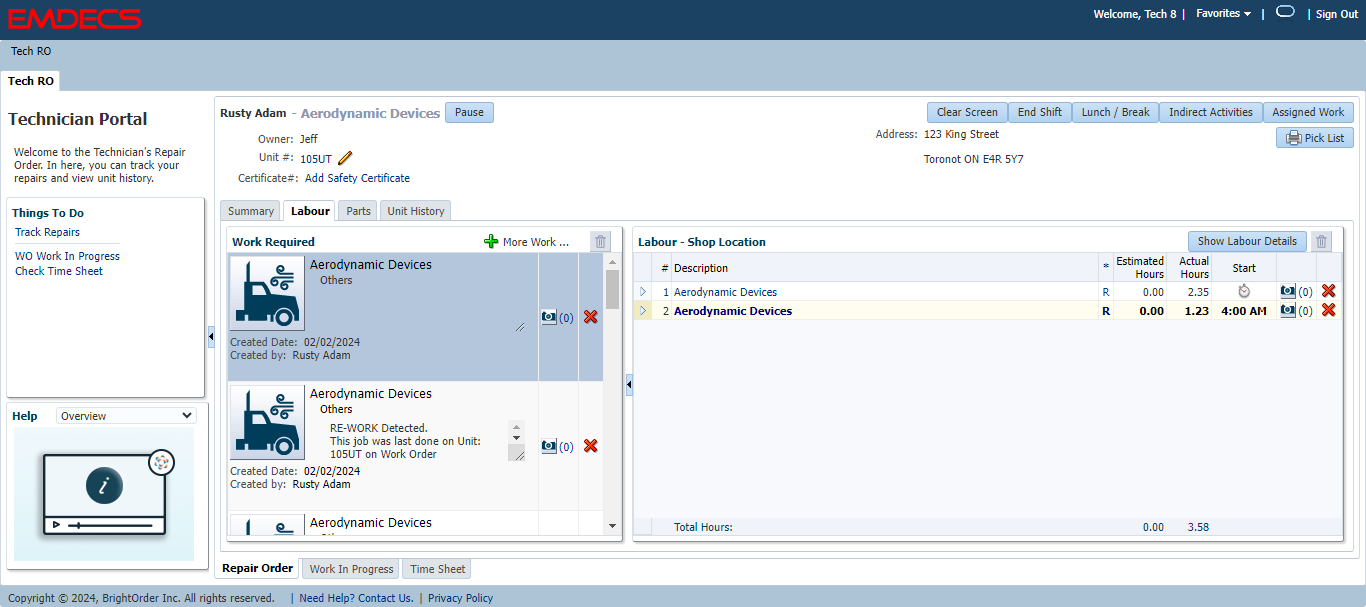 EMDECS
Welcome, Tech 8 | Favorites | | Sign Out
Tech RO
Tech RO
Technician Portal
Welcome to the Technician's Repair
Order. In here, you can track your
repairs and view unit history.
Things To Do
Track Repairs
WO Work In Progress
Check Time Sheet
Help Overview
i
Rusty Adam - Aerodynamic Devices Pause
Clear Screen End Shift Lunch / Break Indirect Activities Assigned Work
Owner: Jeff
Unit #: 105UT
Certificate#: Add Safety Certificate
Address: 123 King Street
Toronot ON E4R 5Y7
Pick List
Summary Labour Parts Unit History
Work Required More Work ...
Aerodynamic Devices
Others
(0)
Created Date: 02/02/2024
Created by: Rusty Adam
Aerodynamic Devices
Others
RE-WORK Detected.
This job was last done on Unit:
105UT on Work Order
(0)
Created Date: 02/02/2024
Created by: Rusty Adam
Aerodynamic Devices
Labour - Shop Location Show Labour Details
# Description * Estimated Hours Actual Hours Start
1 Aerodynamic Devices R 0.00 2.35 (0)
2 Aerodynamic Devices R 0.00 1.23 4:00 AM (0)
Total Hours: 0.00 3.58
Repair Order Work In Progress Time Sheet
Copyright © 2024, BrightOrder Inc. All rights reserved. | Need Help? Contact Us. | Privacy Policy